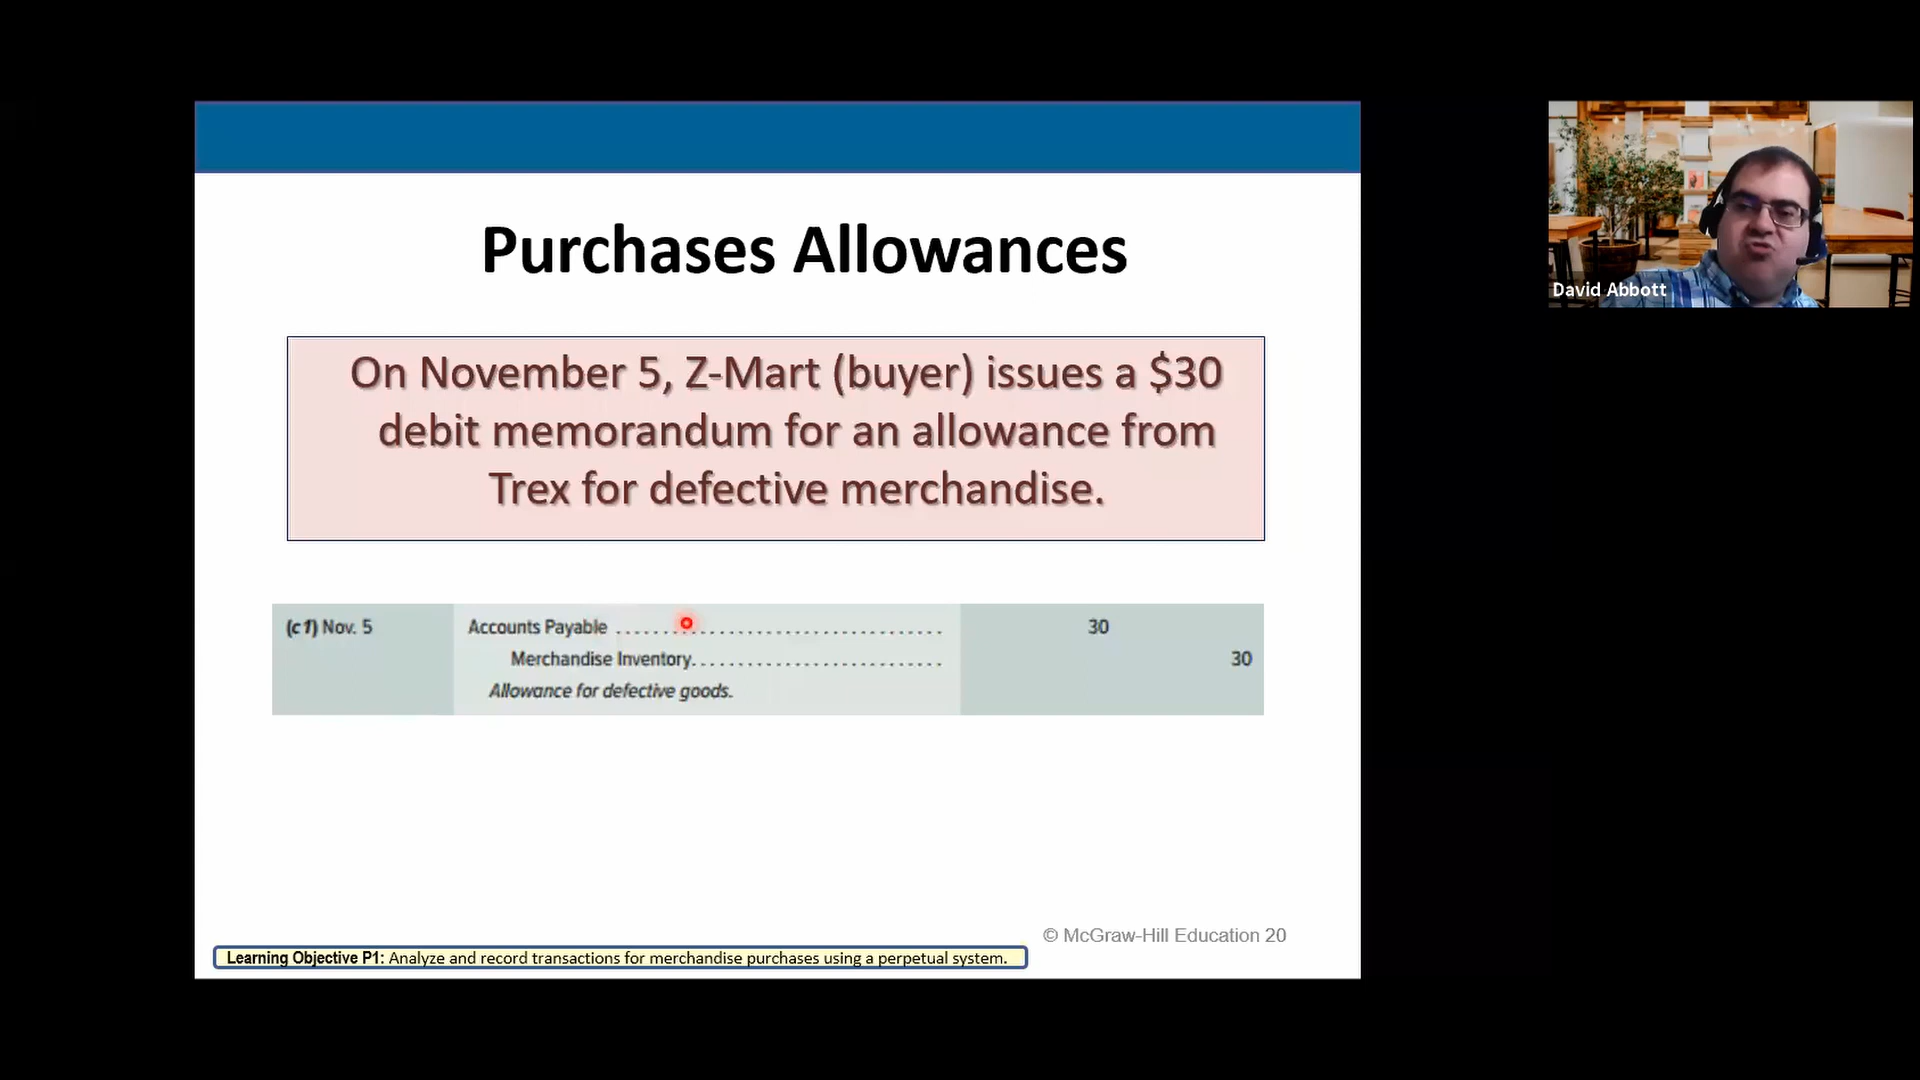 Purchases Allowances
On November 5, Z-Mart (buyer) issues a $30
debit memorandum for an allowance from
Trex for defective merchandise.
(c1) Nov. 5 Accounts Payable .................................... 30
Merchandise Inventory........................... 30
Allowance for defective goods.
© McGraw-Hill Education 20
Learning Objective P1: Analyze and record transactions for merchandise purchases using a perpetual system.
David Abbott